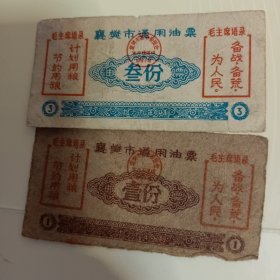 襄樊市通用油票
毛主席语录
计划用粮
节约用粮
毛主席语录
备战、备荒、
为人民。
叁份
3
3
襄樊市通用油票
毛主席语录
计划用粮
节约用粮
毛主席语录
备战、备荒、
为人民。
壹份
1
1